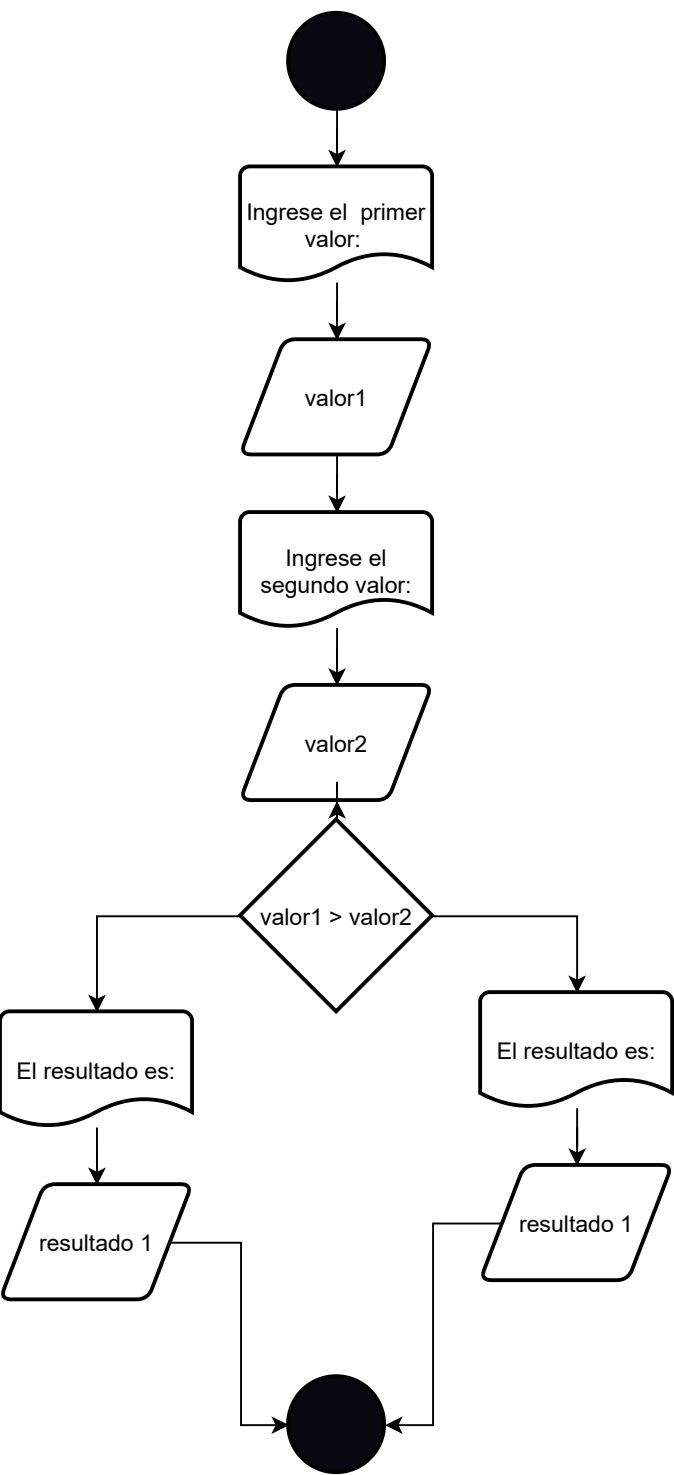 Ingrese el  primer
valor:
valor1
Ingrese el
segundo valor:
valor2
valor1 > valor2
El resultado es:
El resultado es:
resultado 1
resultado 1